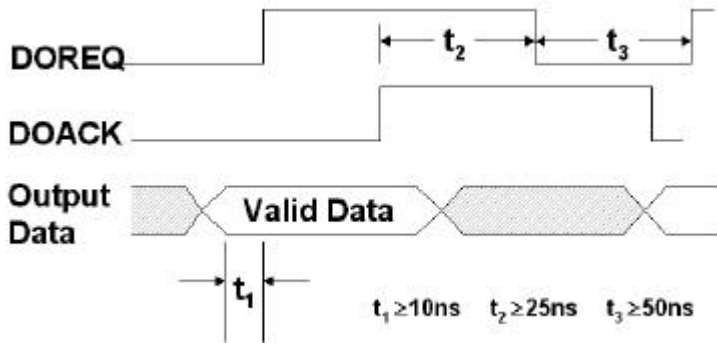 DOREQ
t₂
t₃
DOACK
Output Data
Valid Data
t₁
t₁ ≥10ns t₂ ≥25ns t₃ ≥50ns